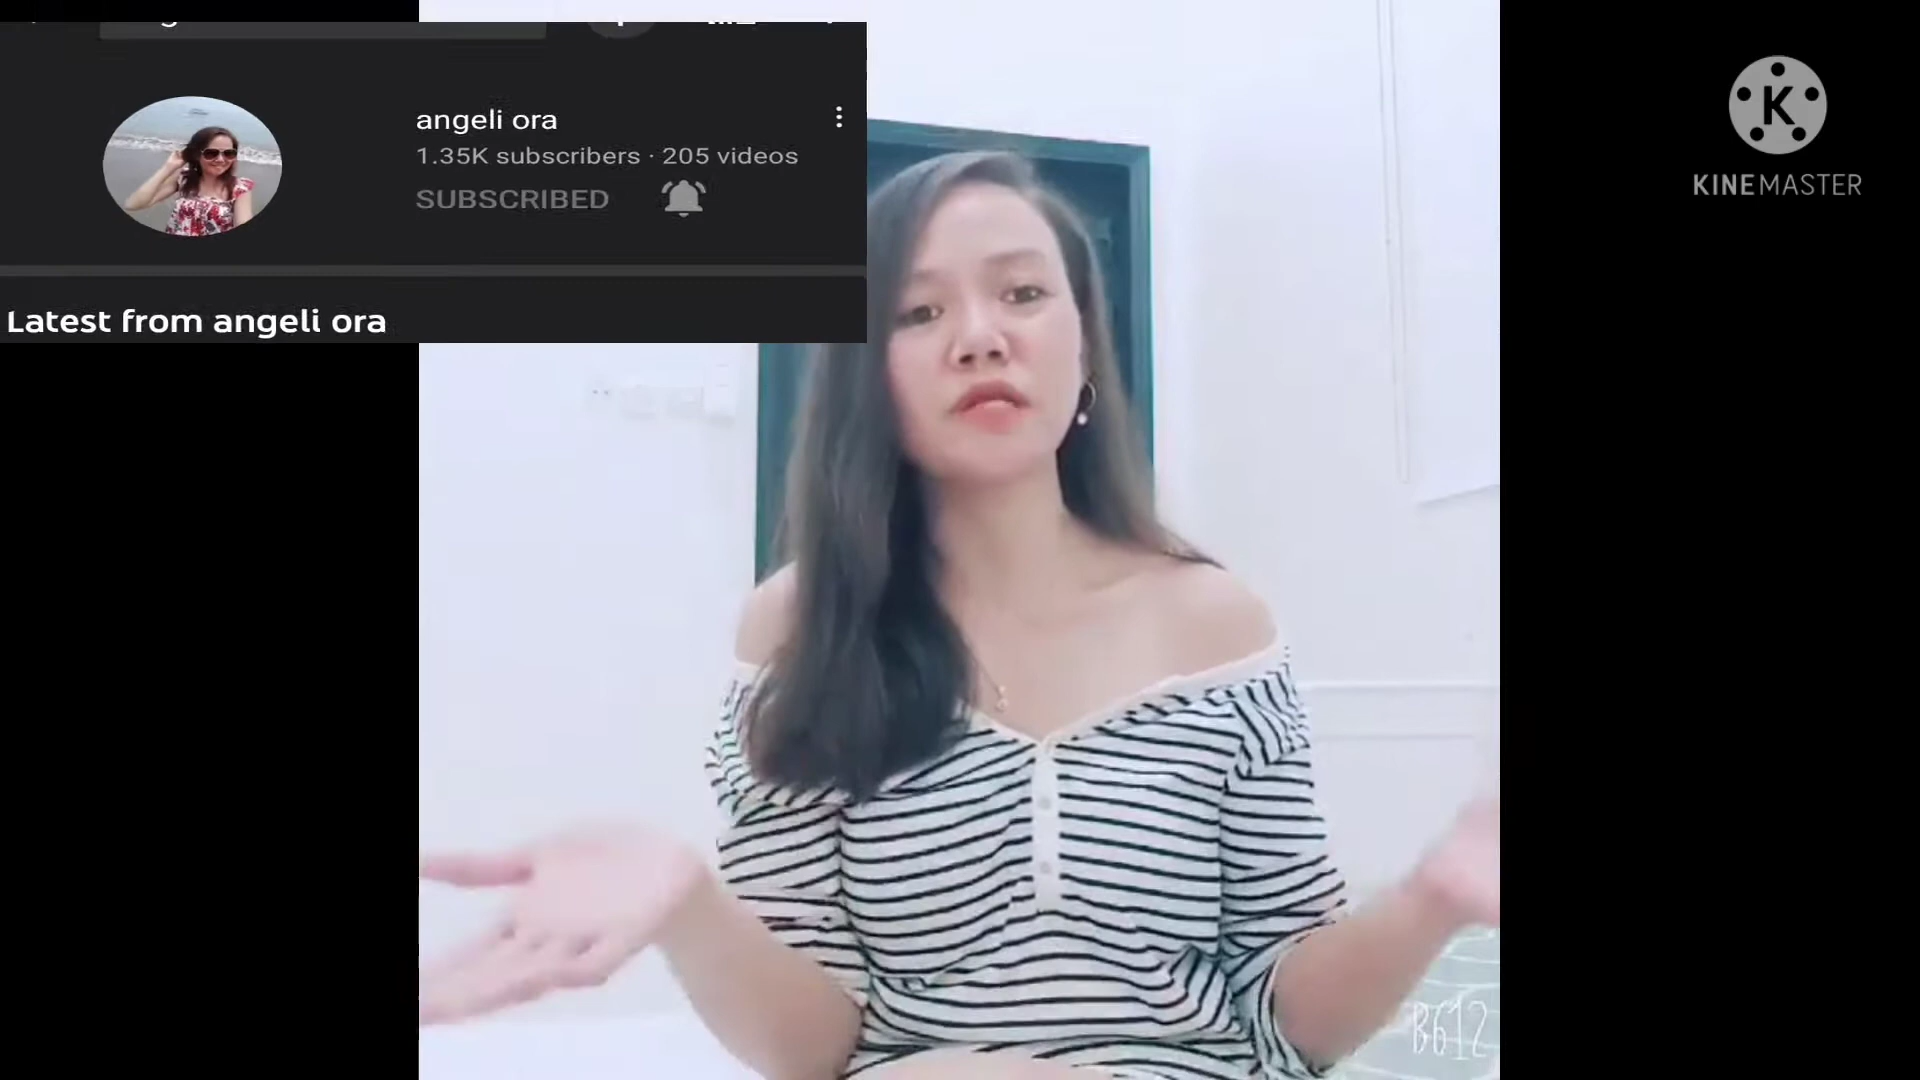 angeli ora
1.35K subscribers · 205 videos
SUBSCRIBED
Latest from angeli ora
KINEMASTER
B612